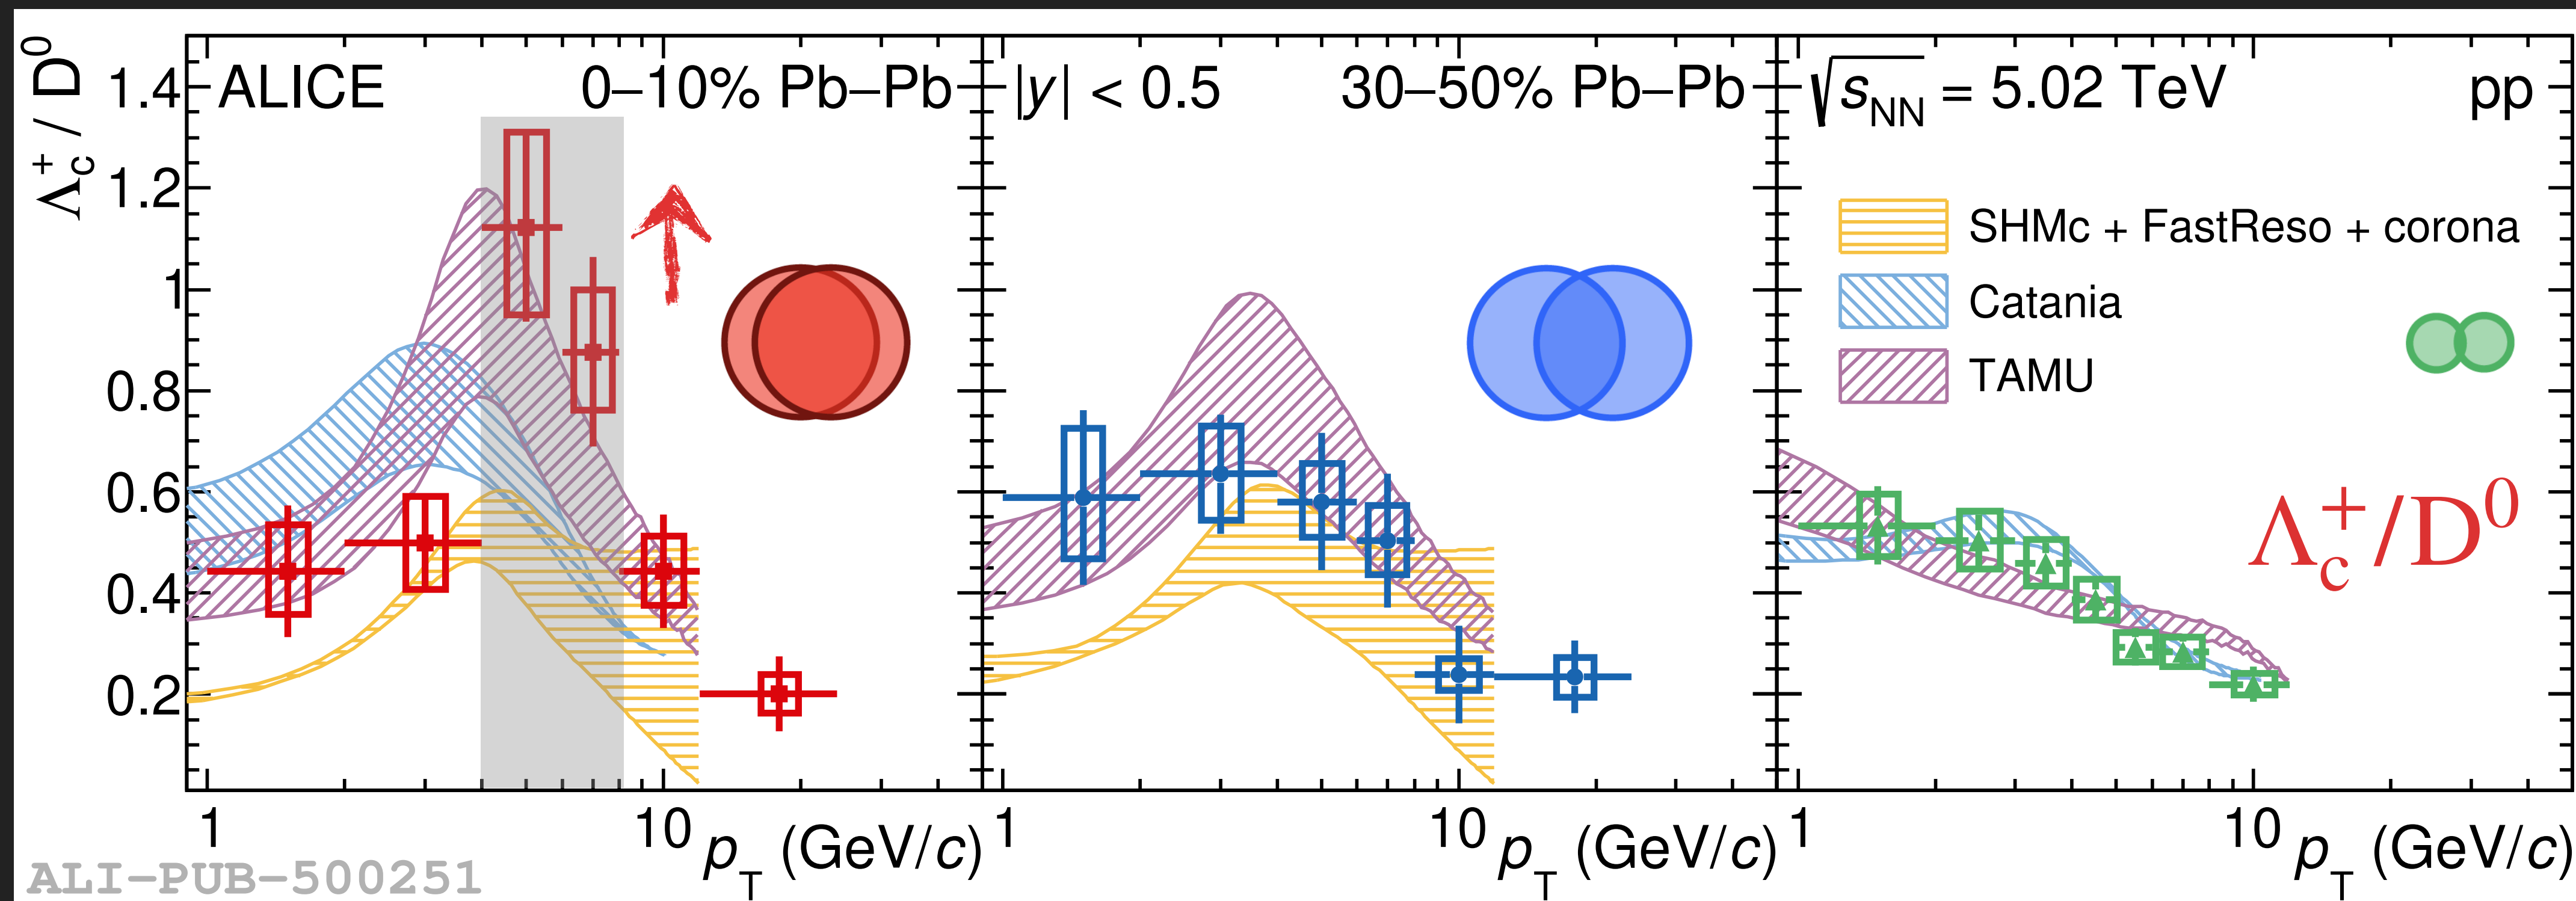 Λc+ / D0
1.4
1.2
1
0.8
0.6
0.4
0.2
ALICE
0–10% Pb–Pb
|y| < 0.5
30–50% Pb–Pb
√sNN = 5.02 TeV
pp
SHMc + FastReso + corona
Catania
TAMU
Λc+/D0
1
10
pT (GeV/c)
1
10
pT (GeV/c)
1
10
pT (GeV/c)
ALI-PUB-500251